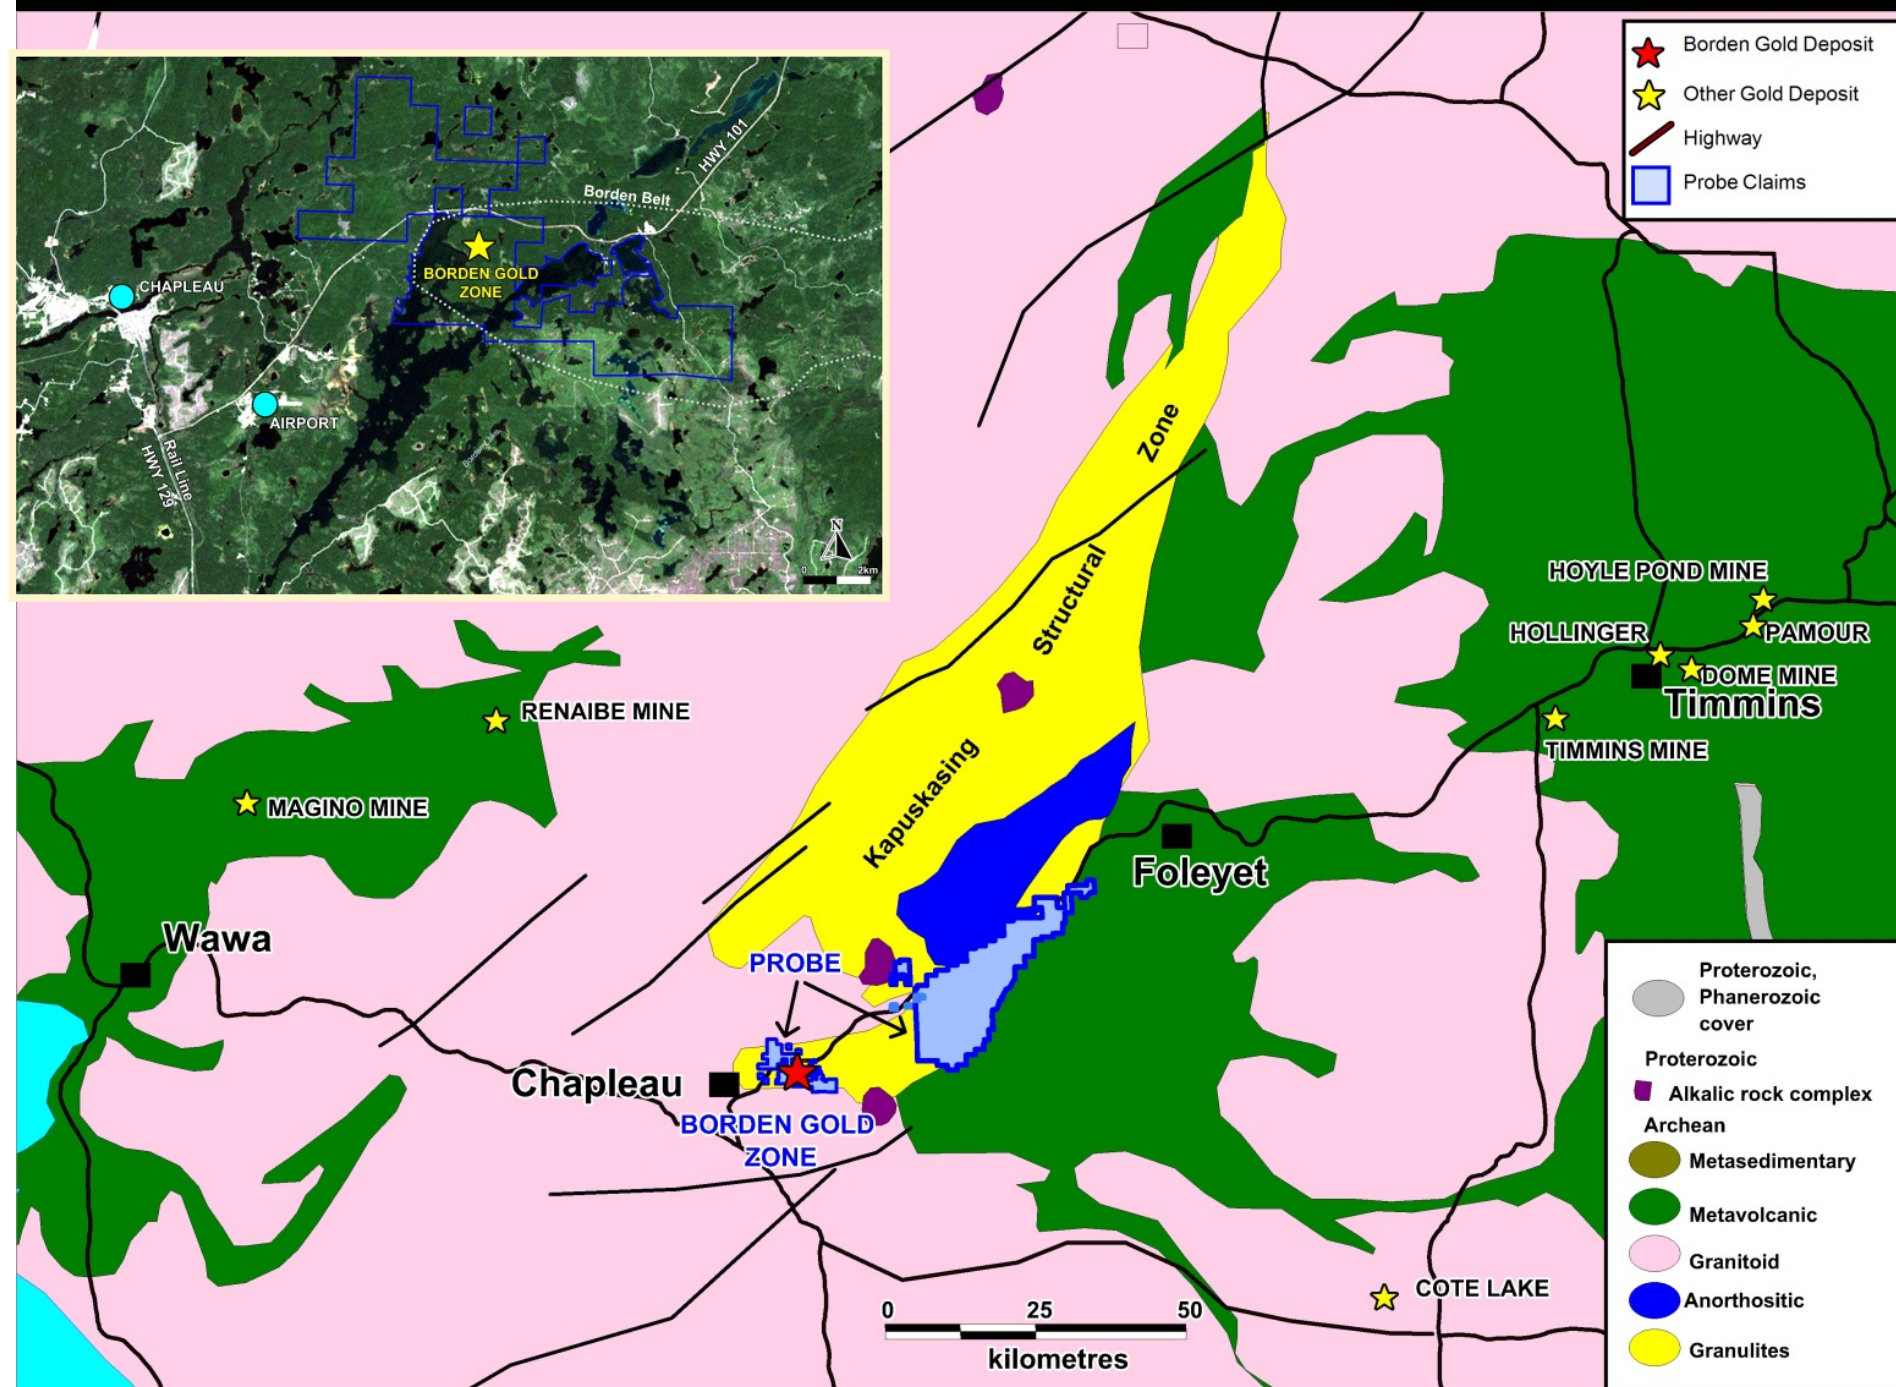 Borden Gold Deposit
Other Gold Deposit
Highway
Probe Claims
HWY 101
Borden Belt
BORDEN GOLD
ZONE
CHAPLEAU
AIRPORT
Rail Line
HWY 129
Borden Lake
N
0 2km
Zone
Structural
Kapuskasing
HOYLE POND MINE
HOLLINGER
PAMOUR
DOME MINE
Timmins
TIMMINS MINE
RENAIBE MINE
MAGINO MINE
Foleyet
Wawa
PROBE
Chapleau
BORDEN GOLD
ZONE
COTE LAKE
0 25 50
kilometres
Proterozoic,
Phanerozoic
cover
Proterozoic
Alkalic rock complex
Archean
Metasedimentary
Metavolcanic
Granitoid
Anorthositic
Granulites